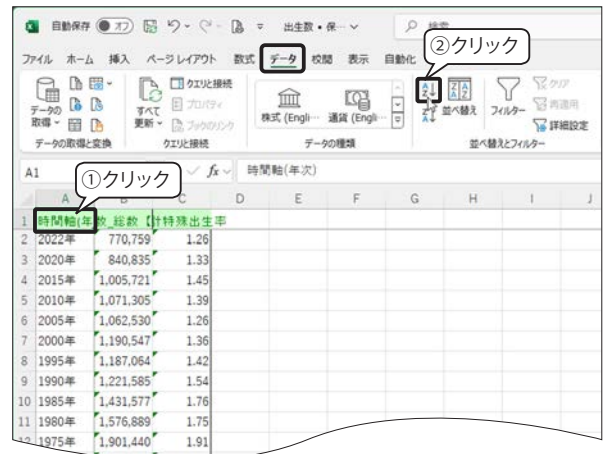 自動保存 オフ 出生数 • 保…
②クリック
ファイル ホーム 挿入 ページ レイアウト 数式 データ 校閲 表示 自動化
データの取得 すべて更新 クエリと接続 プロパティ ブックのリンク 株式 (Engli… 通貨 (Engli… 並べ替え フィルター クリア 再適用 詳細設定
データの取得と変換 クエリと接続 データの種類 並べ替えとフィルター
A1 fx 時間軸(年次)
①クリック
A C D E F G H I J
1 時間軸(年 数_総数【 計特殊出生率
2 2022年 770,759 1.26
3 2020年 840,835 1.33
4 2015年 1,005,721 1.45
5 2010年 1,071,305 1.39
6 2005年 1,062,530 1.26
7 2000年 1,190,547 1.36
8 1995年 1,187,064 1.42
9 1990年 1,221,585 1.54
10 1985年 1,431,577 1.76
11 1980年 1,576,889 1.75
12 1975年 1,901,440 1.91